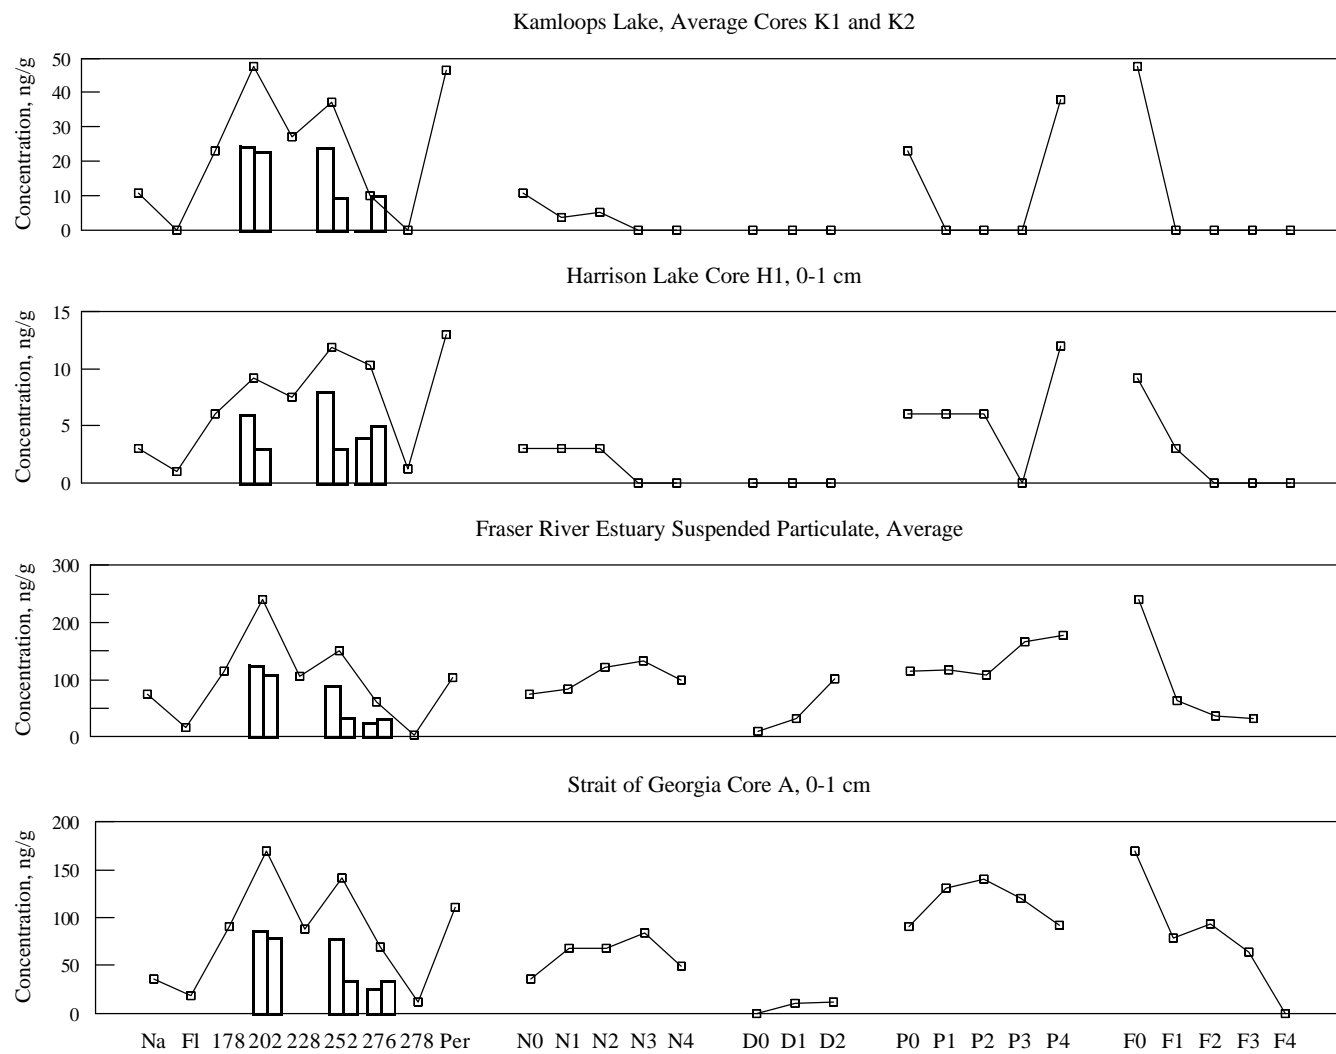 Kamloops Lake, Average Cores K1 and K2
Concentration, ng/g
50
40
30
20
10
0
Harrison Lake Core H1, 0-1 cm
Concentration, ng/g
15
10
5
0
Fraser River Estuary Suspended Particulate, Average
Concentration, ng/g
300
200
100
0
Strait of Georgia Core A, 0-1 cm
Concentration, ng/g
200
150
100
50
0
Na Fl 178 202 228 252 276 278 Per N0 N1 N2 N3 N4 D0 D1 D2 P0 P1 P2 P3 P4 F0 F1 F2 F3 F4